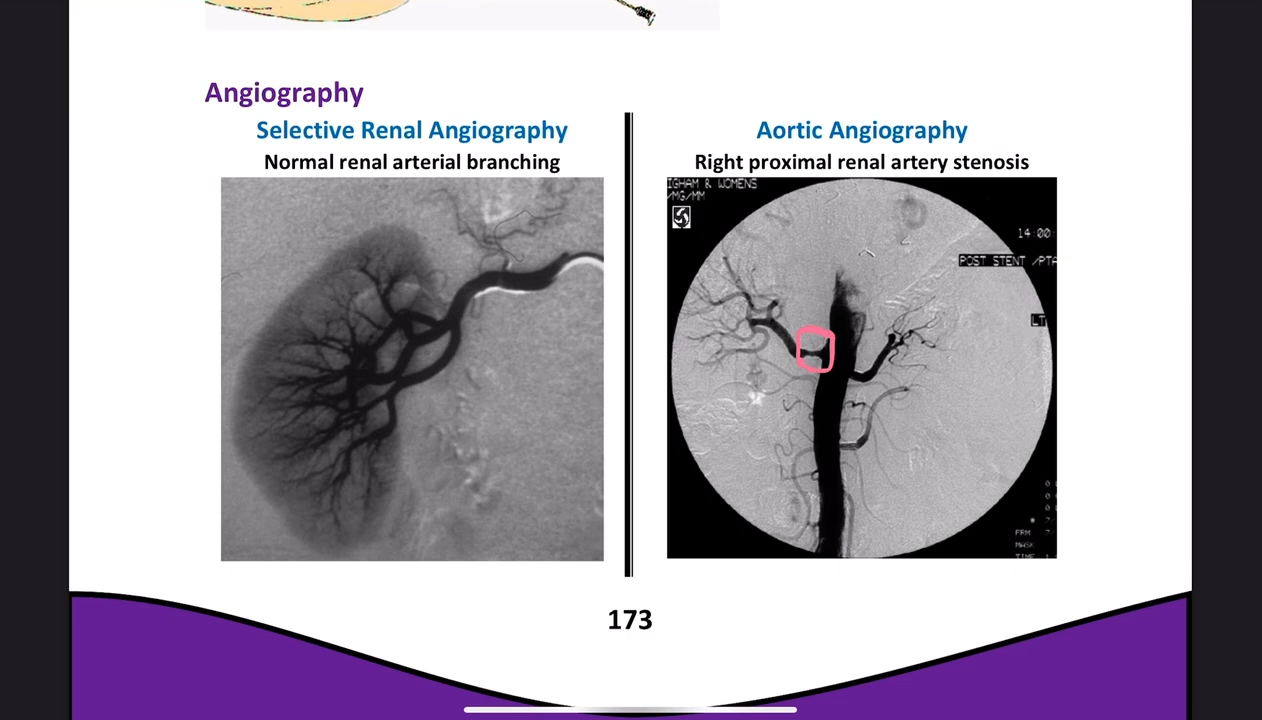 Angiography
Selective Renal Angiography
Normal renal arterial branching
Aortic Angiography
Right proximal renal artery stenosis
IGHAM & WOMENS
/MG/MM
14:00:
POST STENT /PTA
LT
FRM
MASK
TIME
173